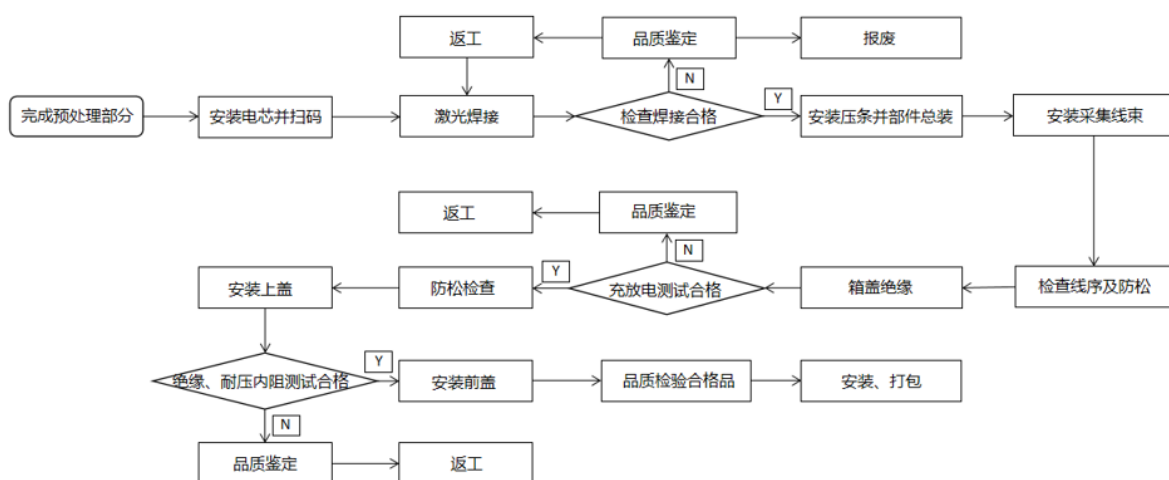 返工
品质鉴定
报废
N
Y
完成预处理部分
安装电芯并扫码
激光焊接
检查焊接合格
安装压条并部件总装
安装采集线束
返工
品质鉴定
N
Y
安装上盖
防松检查
充放电测试合格
箱盖绝缘
检查线序及防松
Y
绝缘、耐压内阻测试合格
安装前盖
品质检验合格品
安装、打包
N
品质鉴定
返工